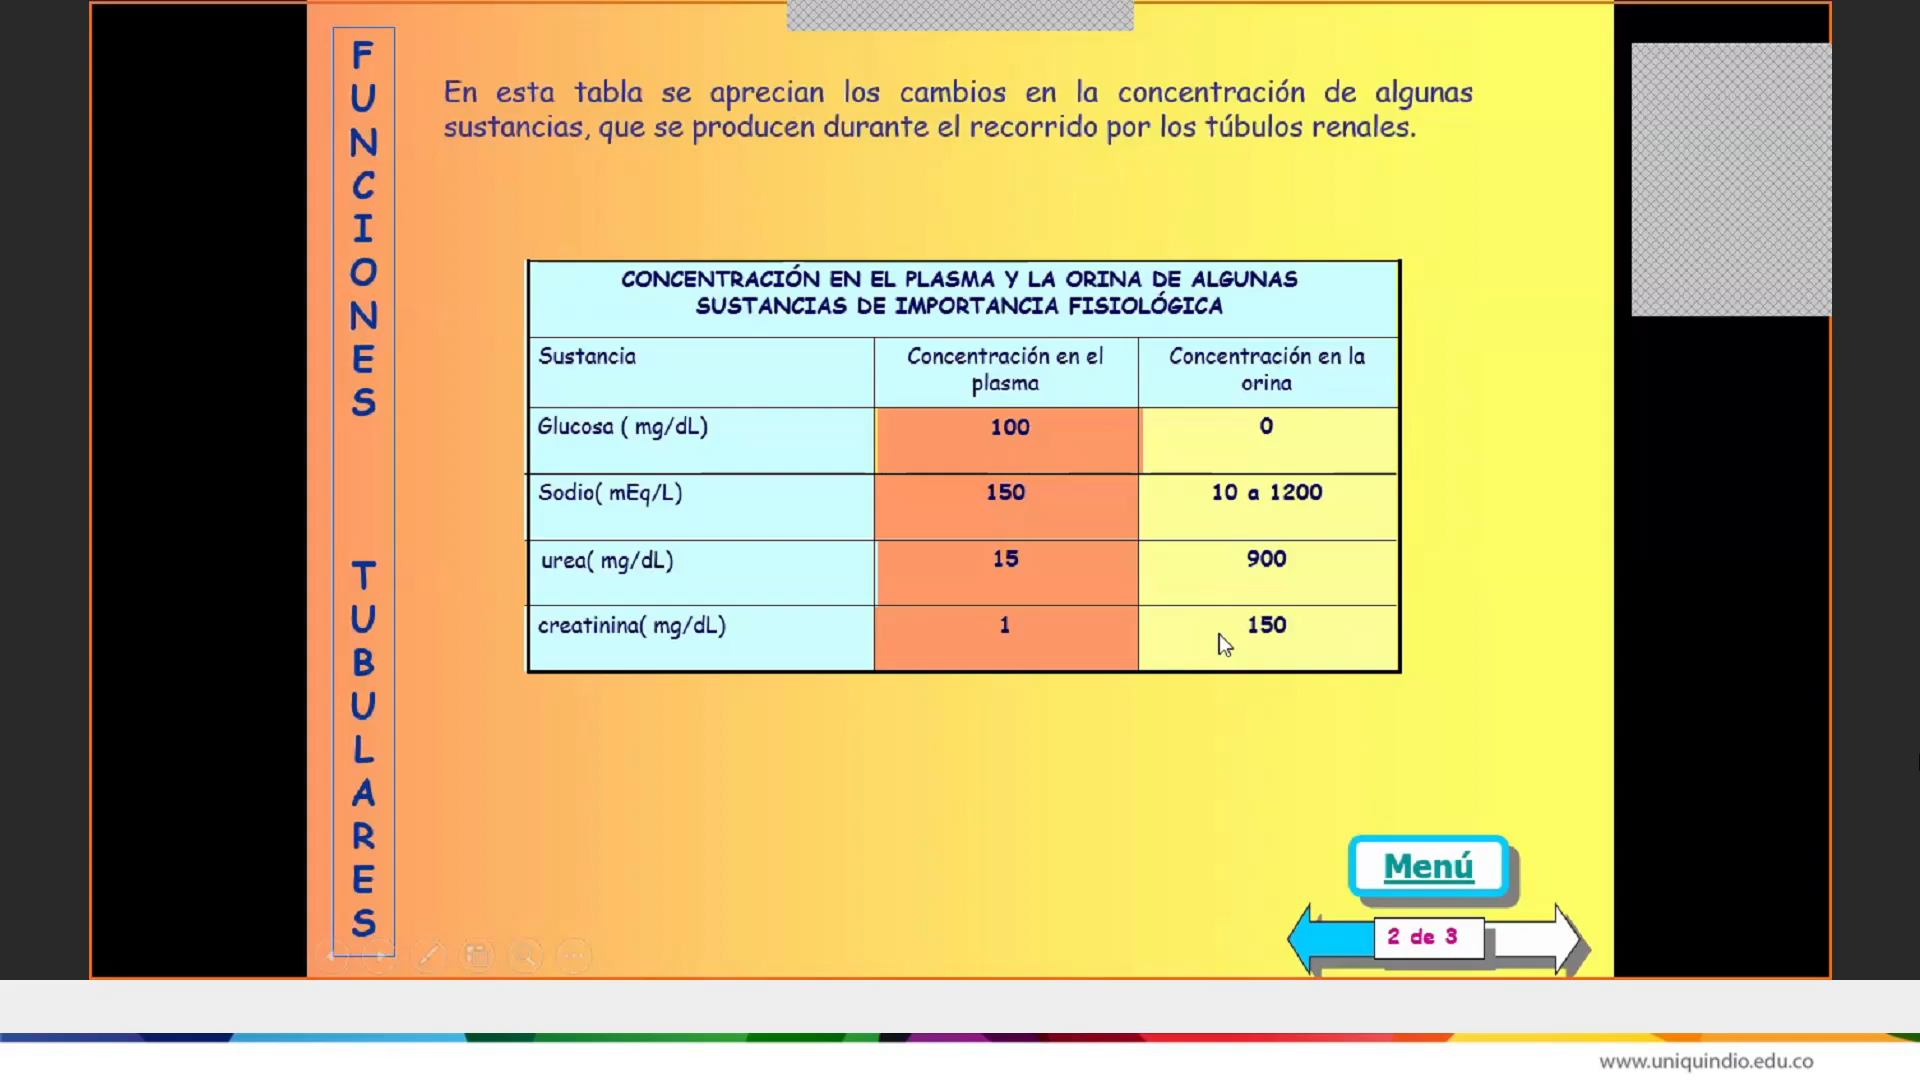 FUNCIONES TUBULARES
En esta tabla se aprecian los cambios en la concentración de algunas
sustancias, que se producen durante el recorrido por los túbulos renales.
CONCENTRACIÓN EN EL PLASMA Y LA ORINA DE ALGUNAS
SUSTANCIAS DE IMPORTANCIA FISIOLÓGICA
Sustancia Concentración en el plasma Concentración en la orina
Glucosa ( mg/dL) 100 0
Sodio( mEq/L) 150 10 a 1200
urea( mg/dL) 15 900
creatinina( mg/dL) 1 150
Menú
2 de 3
www.uniquindio.edu.co